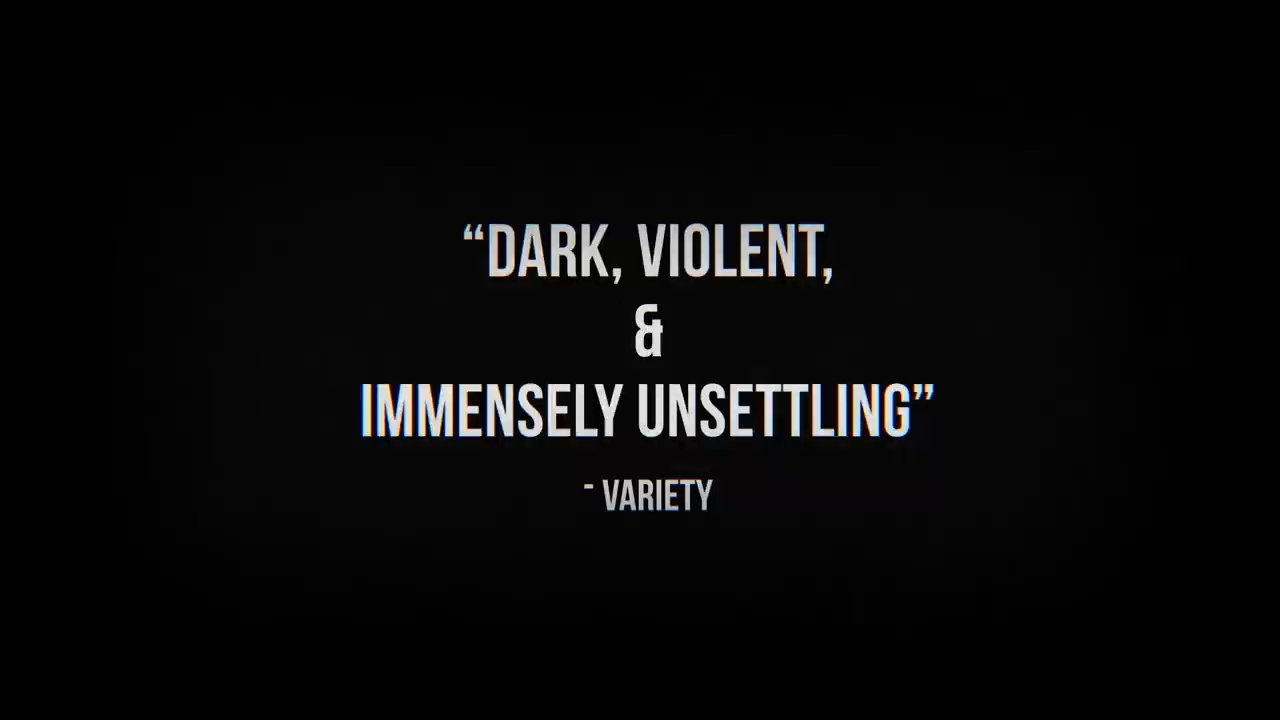 “DARK, VIOLENT,
&
IMMENSELY UNSETTLING”
- VARIETY